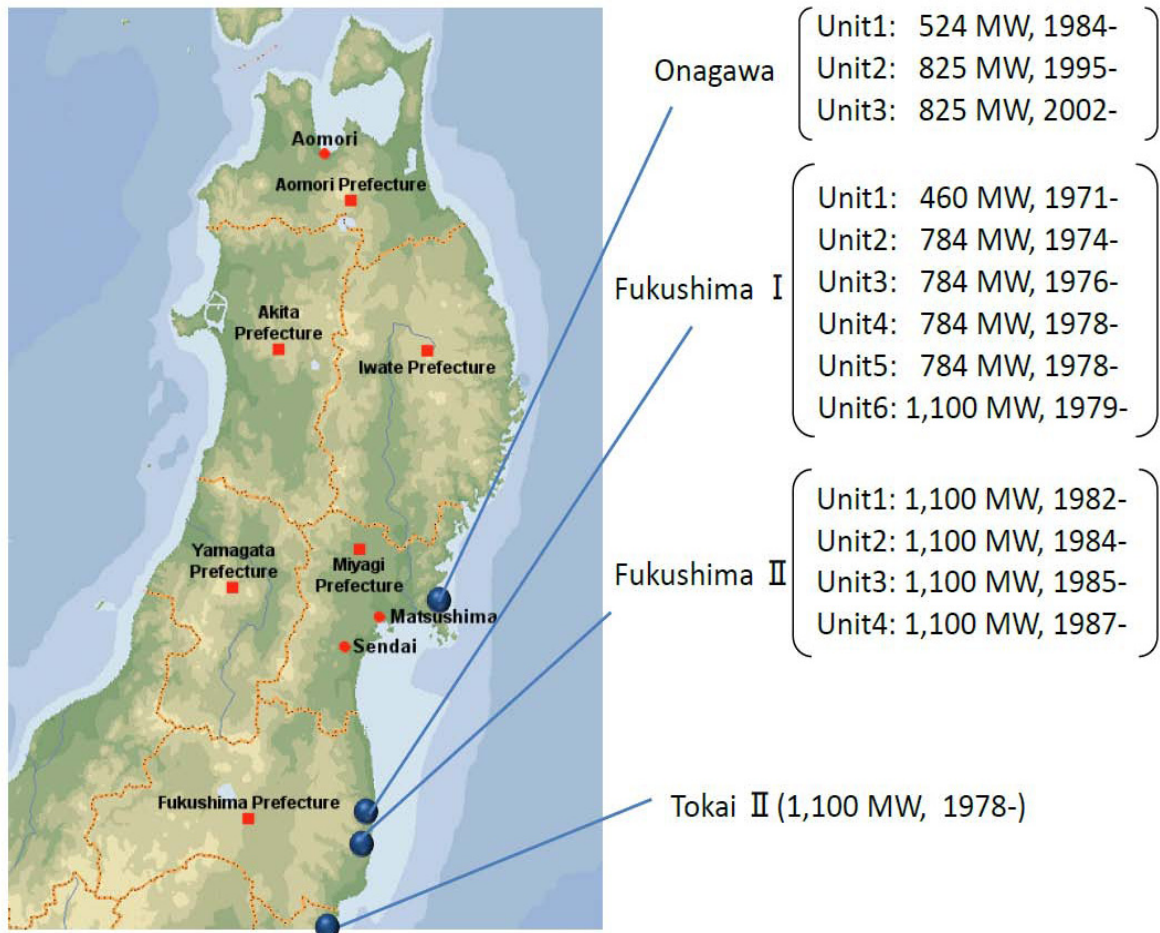 Aomori
Aomori Prefecture
Akita
Prefecture
Iwate Prefecture
Yamagata
Prefecture
Miyagi
Prefecture
Matsushima
Sendai
Fukushima Prefecture
Onagawa
Unit1: 524 MW, 1984-
Unit2: 825 MW, 1995-
Unit3: 825 MW, 2002-
Fukushima Ⅰ
Unit1: 460 MW, 1971-
Unit2: 784 MW, 1974-
Unit3: 784 MW, 1976-
Unit4: 784 MW, 1978-
Unit5: 784 MW, 1978-
Unit6: 1,100 MW, 1979-
Fukushima Ⅱ
Unit1: 1,100 MW, 1982-
Unit2: 1,100 MW, 1984-
Unit3: 1,100 MW, 1985-
Unit4: 1,100 MW, 1987-
Tokai Ⅱ (1,100 MW, 1978-)